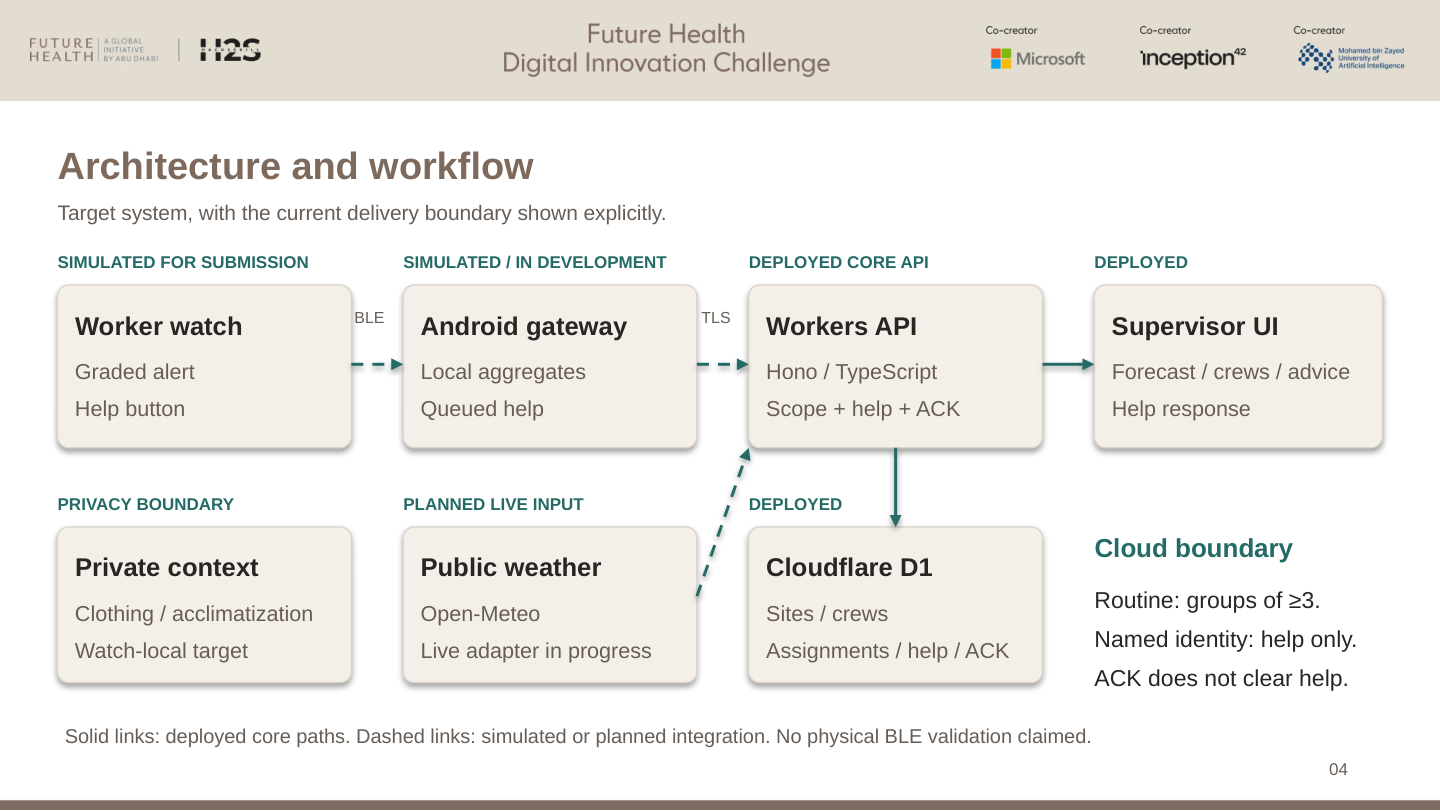 FUTURE HEALTH
A GLOBAL INITIATIVE BY ABU DHABI
H2S
HACK2SKILL
Future Health
Digital Innovation Challenge
Co-creator
Microsoft
Co-creator
inception42
Co-creator
Mohamed bin Zayed
University of
Artificial Intelligence
Architecture and workflow
Target system, with the current delivery boundary shown explicitly.
SIMULATED FOR SUBMISSION
Worker watch
Graded alert
Help button
BLE
SIMULATED / IN DEVELOPMENT
Android gateway
Local aggregates
Queued help
TLS
DEPLOYED CORE API
Workers API
Hono / TypeScript
Scope + help + ACK
DEPLOYED
Supervisor UI
Forecast / crews / advice
Help response
PRIVACY BOUNDARY
Private context
Clothing / acclimatization
Watch-local target
PLANNED LIVE INPUT
Public weather
Open-Meteo
Live adapter in progress
DEPLOYED
Cloudflare D1
Sites / crews
Assignments / help / ACK
Cloud boundary
Routine: groups of ≥3.
Named identity: help only.
ACK does not clear help.
Solid links: deployed core paths. Dashed links: simulated or planned integration. No physical BLE validation claimed.
04